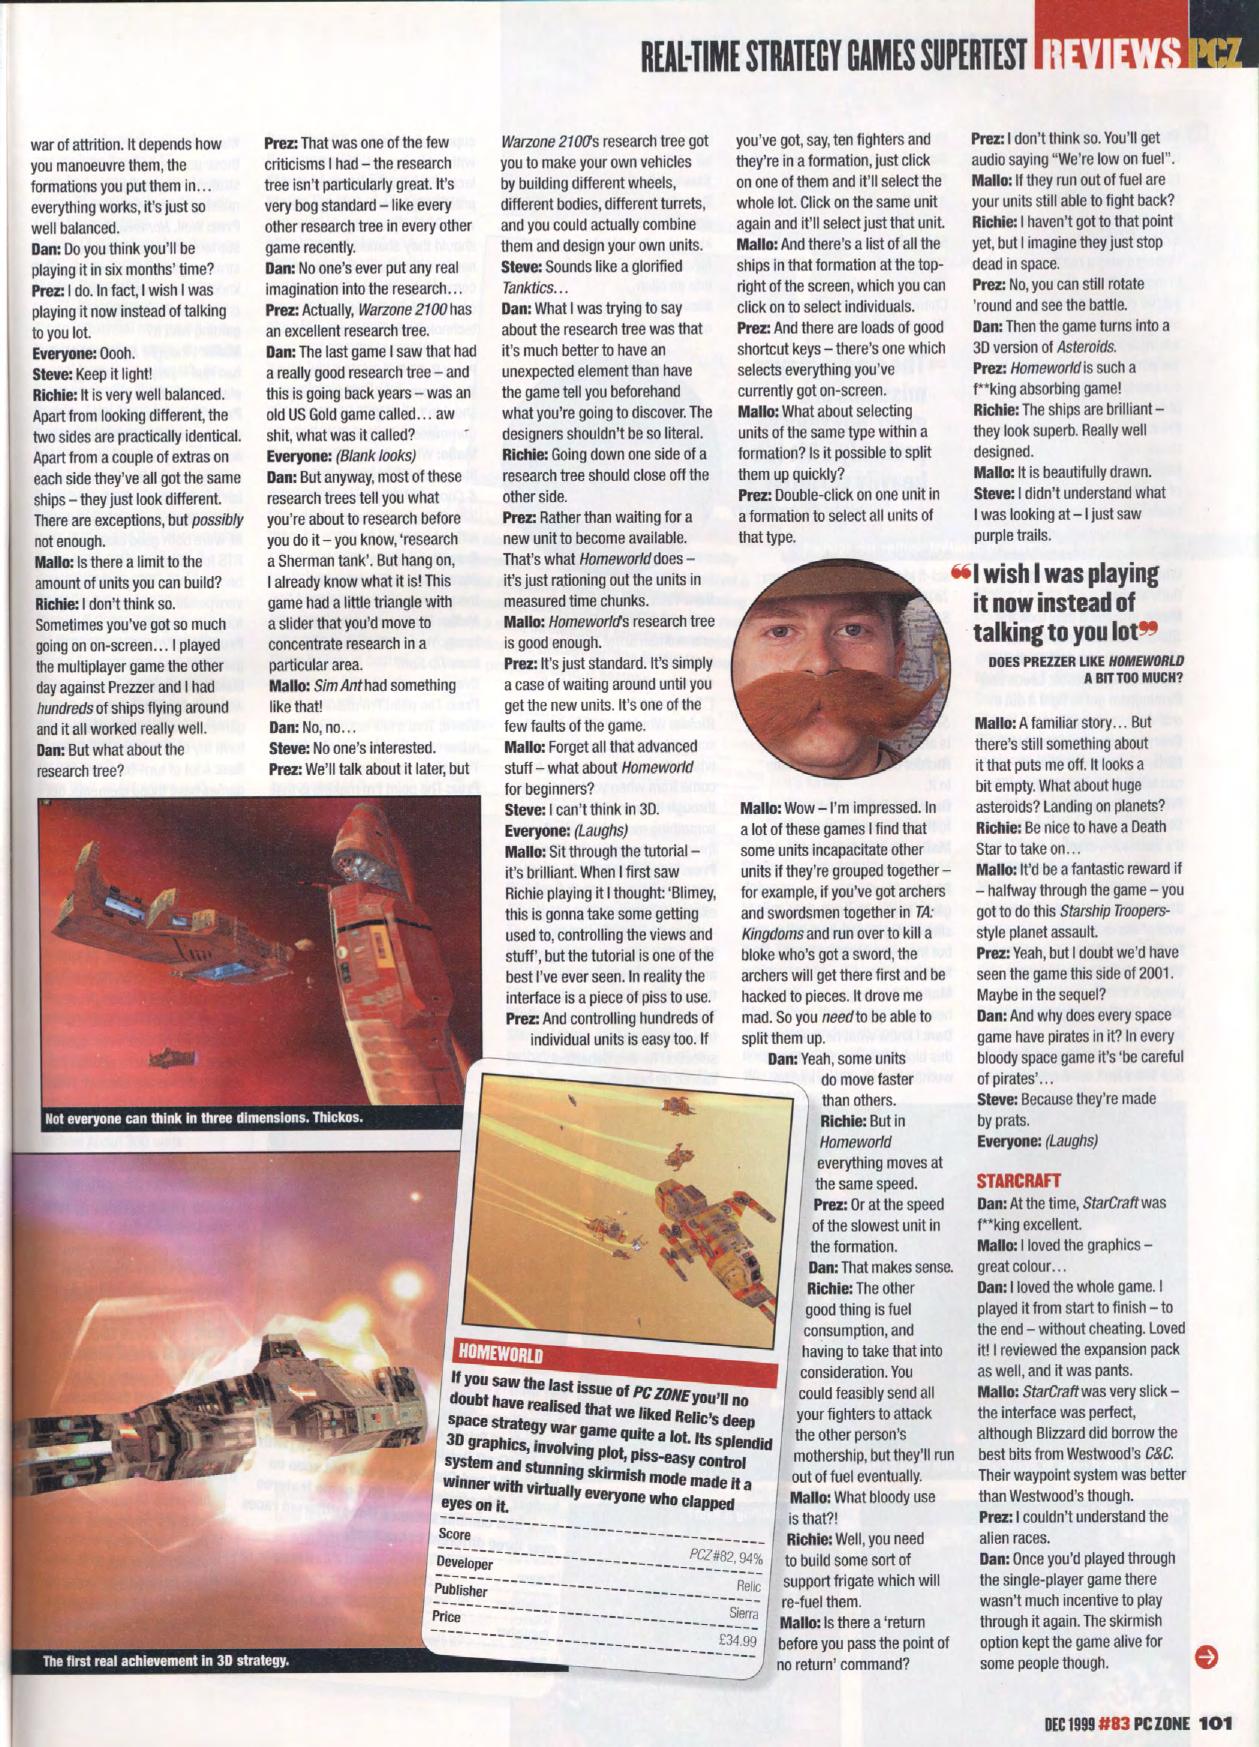 REAL-TIME STRATEGY GAMES SUPERTEST REVIEWS PCZ
war of attrition. It depends how
you manoeuvre them, the
formations you put them in...
everything works, it's just so
well balanced.
Dan: Do you think you'll be
playing it in six months' time?
Prez: I do. In fact, I wish I was
playing it now instead of talking
to you lot.
Everyone: Oooh.
Steve: Keep it light!
Richie: It is very well balanced.
Apart from looking different, the
two sides are practically identical.
Apart from a couple of extras on
each side they've all got the same
ships – they just look different.
There are exceptions, but possibly
not enough.
Mallo: Is there a limit to the
amount of units you can build?
Richie: I don't think so.
Sometimes you've got so much
going on on-screen... I played
the multiplayer game the other
day against Prezzer and I had
hundreds of ships flying around
and it all worked really well.
Dan: But what about the
research tree?
Prez: That was one of the few
criticisms I had – the research
tree isn't particularly great. It's
very bog standard – like every
other research tree in every other
game recently.
Dan: No one's ever put any real
imagination into the research...
Prez: Actually, Warzone 2100 has
an excellent research tree.
Dan: The last game I saw that had
a really good research tree – and
this is going back years – was an
old US Gold game called... aw
shit, what was it called?
Everyone: (Blank looks)
Dan: But anyway, most of these
research trees tell you what
you're about to research before
you do it – you know, 'research
a Sherman tank'. But hang on,
I already know what it is! This
game had a little triangle with
a slider that you'd move to
concentrate research in a
particular area.
Mallo: Sim Ant had something
like that!
Dan: No, no...
Steve: No one's interested.
Prez: We'll talk about it later, but
Warzone 2100's research tree got
you to make your own vehicles
by building different wheels,
different bodies, different turrets,
and you could actually combine
them and design your own units.
Steve: Sounds like a glorified
Tanktics...
Dan: What I was trying to say
about the research tree was that
it's much better to have an
unexpected element than have
the game tell you beforehand
what you're going to discover. The
designers shouldn't be so literal.
Richie: Going down one side of a
research tree should close off the
other side.
Prez: Rather than waiting for a
new unit to become available.
That's what Homeworld does –
it's just rationing out the units in
measured time chunks.
Mallo: Homeworld's research tree
is good enough.
Prez: It's just standard. It's simply
a case of waiting around until you
get the new units. It's one of the
few faults of the game.
Mallo: Forget all that advanced
stuff – what about Homeworld
for beginners?
Steve: I can't think in 3D.
Everyone: (Laughs)
Mallo: Sit through the tutorial –
it's brilliant. When I first saw
Richie playing it I thought: 'Blimney,
this is gonna take some getting
used to, controlling the views and
stuff', but the tutorial is one of the
best I've ever seen. In reality the
interface is a piece of piss to use.
Prez: And controlling hundreds of
individual units is easy too. If
you've got, say, ten fighters and
they're in a formation, just click
on one of them and it'll select the
whole lot. Click on the same unit
again and it'll select just that unit.
Mallo: And there's a list of all the
ships in that formation at the top-
right of the screen, which you can
click on to select individuals.
Prez: And there are loads of good
shortcut keys – there's one which
selects everything you've
currently got on-screen.
Mallo: What about selecting
units of the same type within a
formation? Is it possible to split
them up quickly?
Prez: Double-click on one unit in
a formation to select all units of
that type.
Mallo: Wow – I'm impressed. In
a lot of these games I find that
some units incapacitate other
units if they're grouped together –
for example, if you've got archers
and swordsmen together in TA:
Kingdoms and run over to kill a
bloke who's got a sword, the
archers will get there first and be
hacked to pieces. It drove me
mad. So you need to be able to
split them up.
Dan: Yeah, some units
do move faster
than others.
Richie: But in
Homeworld
everything moves at
the same speed.
Prez: Or at the speed
of the slowest unit in
the formation.
Dan: That makes sense.
Richie: The other
good thing is fuel
consumption, and
having to take that into
consideration. You
could feasibly send all
your fighters to attack
the other person's
mothership, but they'll run
out of fuel eventually.
Mallo: What bloody use
is that?!
Richie: Well, you need
to build some sort of
support frigate which will
re-fuel them.
Mallo: Is there a 'return
before you pass the point of
no return' command?
Prez: I don't think so. You'll get
audio saying "We're low on fuel".
Mallo: If they run out of fuel are
your units still able to fight back?
Richie: I haven't got to that point
yet, but I imagine they just stop
dead in space.
Prez: No, you can still rotate
'round and see the battle.
Dan: Then the game turns into a
3D version of Asteroids.
Prez: Homeworld is such a
f**king absorbing game!
Richie: The ships are brilliant –
they look superb. Really well
designed.
Mallo: It is beautifully drawn.
Steve: I didn't understand what
I was looking at – I just saw
purple trails.
“I wish I was playing
it now instead of
talking to you lot”
DOES PREZZER LIKE HOMEWORLD
A BIT TOO MUCH?
Mallo: A familiar story... But
there's still something about
it that puts me off. It looks a
bit empty. What about huge
asteroids? Landing on planets?
Richie: Be nice to have a Death
Star to take on...
Mallo: It'd be a fantastic reward if
– halfway through the game – you
got to do this Starship Troopers-
style planet assault.
Prez: Yeah, but I doubt we'd have
seen the game this side of 2001.
Maybe in the sequel?
Dan: And why does every space
game have pirates in it? In every
bloody space game it's 'be careful
of pirates'...
Steve: Because they're made
by prats.
Everyone: (Laughs)
STARCRAFT
Dan: At the time, StarCraft was
f**king excellent.
Mallo: I loved the graphics –
great colour...
Dan: I loved the whole game. I
played it from start to finish – to
the end – without cheating. Loved
it! I reviewed the expansion pack
as well, and it was pants.
Mallo: StarCraft was very slick –
the interface was perfect,
although Blizzard did borrow the
best bits from Westwood's C&C.
Their waypoint system was better
than Westwood's though.
Prez: I couldn't understand the
alien races.
Dan: Once you'd played through
the single-player game there
wasn't much incentive to play
through it again. The skirmish
option kept the game alive for
some people though.
Not everyone can think in three dimensions. Thickos.
The first real achievement in 3D strategy.
HOMEWORLD
If you saw the last issue of PC ZONE you'll no
doubt have realised that we liked Relic's deep
space strategy war game quite a lot. Its splendid
3D graphics, involving plot, piss-easy control
system and stunning skirmish mode made it a
winner with virtually everyone who clapped
eyes on it.
Score PCZ #82, 94%
Developer Relic
Publisher Sierra
Price £34.99
DEC 1999 #83 PC ZONE 101